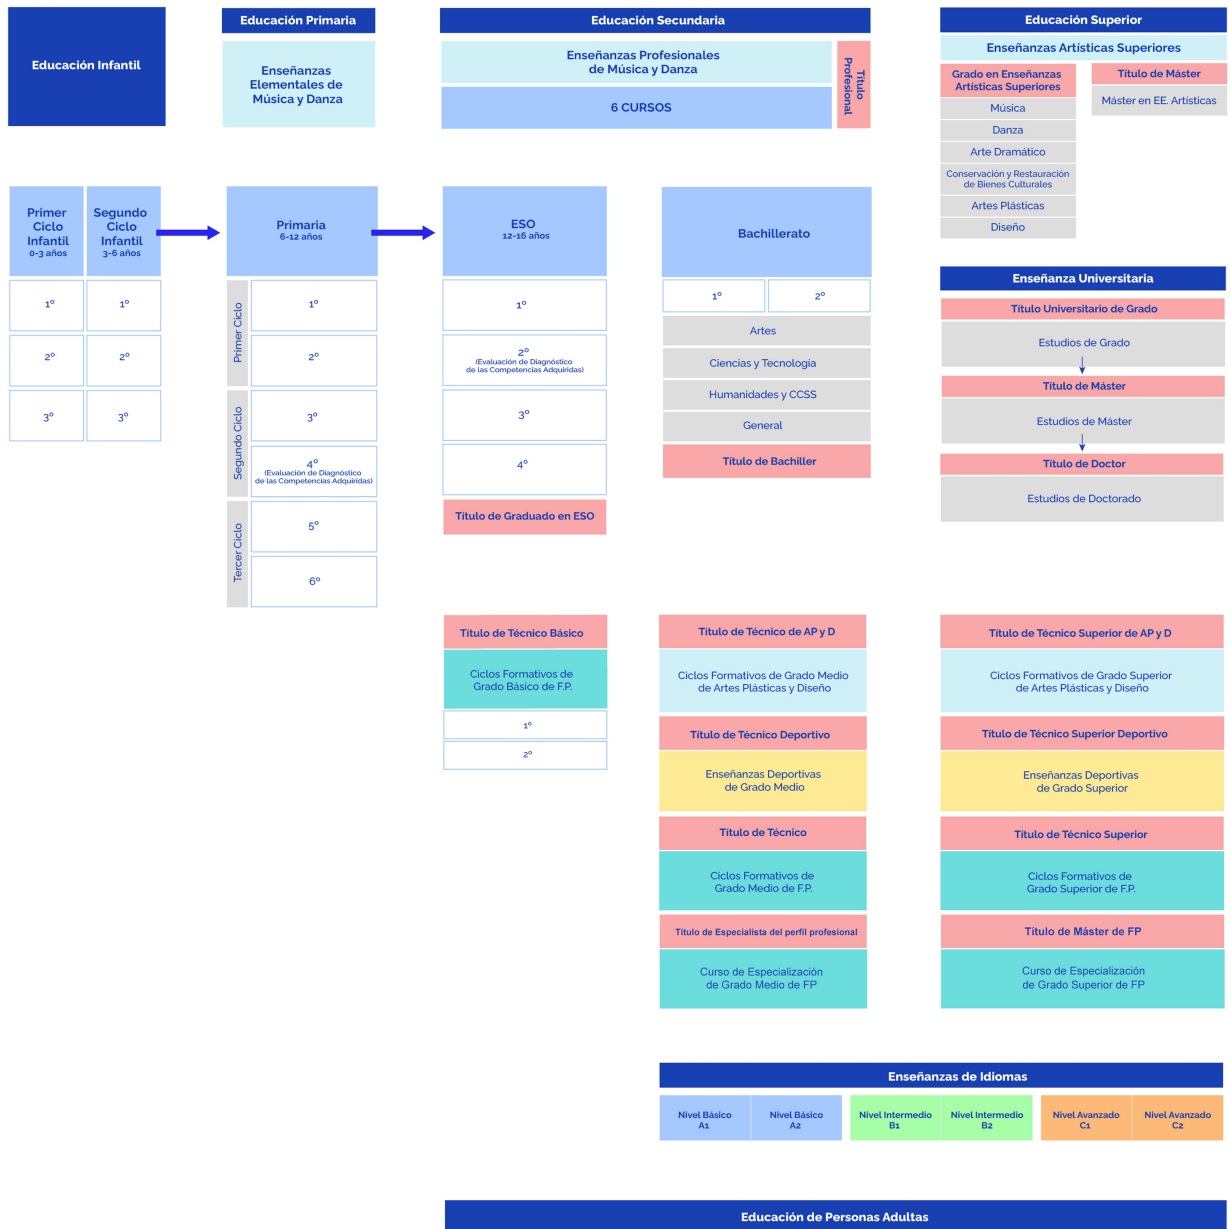 Educación Infantil
Educación Primaria
Enseñanzas
Elementales de
Música y Danza
Educación Secundaria
Enseñanzas Profesionales
de Música y Danza
6 CURSOS
Título
Profesional
Educación Superior
Enseñanzas Artísticas Superiores
Grado en Enseñanzas
Artísticas Superiores
Música
Danza
Arte Dramático
Conservación y Restauración
de Bienes Culturales
Artes Plásticas
Diseño
Título de Máster
Máster en EE. Artísticas
Primer
Ciclo
Infantil
0-3 años
1º
2º
3º
Segundo
Ciclo
Infantil
3-6 años
1º
2º
3º
Primaria
6-12 años
Primer Ciclo
1º
2º
Segundo Ciclo
3º
4º
(Evaluación de Diagnóstico
de las Competencias Adquiridas)
Tercer Ciclo
5º
6º
ESO
12-16 años
1º
2º
(Evaluación de Diagnóstico
de las Competencias Adquiridas)
3º
4º
Título de Graduado en ESO
Bachillerato
1º
2º
Artes
Ciencias y Tecnología
Humanidades y CCSS
General
Título de Bachiller
Enseñanza Universitaria
Título Universitario de Grado
Estudios de Grado
Título de Máster
Estudios de Máster
Título de Doctor
Estudios de Doctorado
Título de Técnico Básico
Ciclos Formativos de
Grado Básico de F.P.
1º
2º
Título de Técnico de AP y D
Ciclos Formativos de Grado Medio
de Artes Plásticas y Diseño
Título de Técnico Deportivo
Enseñanzas Deportivas
de Grado Medio
Título de Técnico
Ciclos Formativos de
Grado Medio de F.P.
Título de Especialista del perfil profesional
Curso de Especialización
de Grado Medio de FP
Título de Técnico Superior de AP y D
Ciclos Formativos de Grado Superior
de Artes Plásticas y Diseño
Título de Técnico Superior Deportivo
Enseñanzas Deportivas
de Grado Superior
Título de Técnico Superior
Ciclos Formativos de
Grado Superior de F.P.
Título de Máster de FP
Curso de Especialización
de Grado Superior de FP
Enseñanzas de Idiomas
Nivel Básico
A1
Nivel Básico
A2
Nivel Intermedio
B1
Nivel Intermedio
B2
Nivel Avanzado
C1
Nivel Avanzado
C2
Educación de Personas Adultas